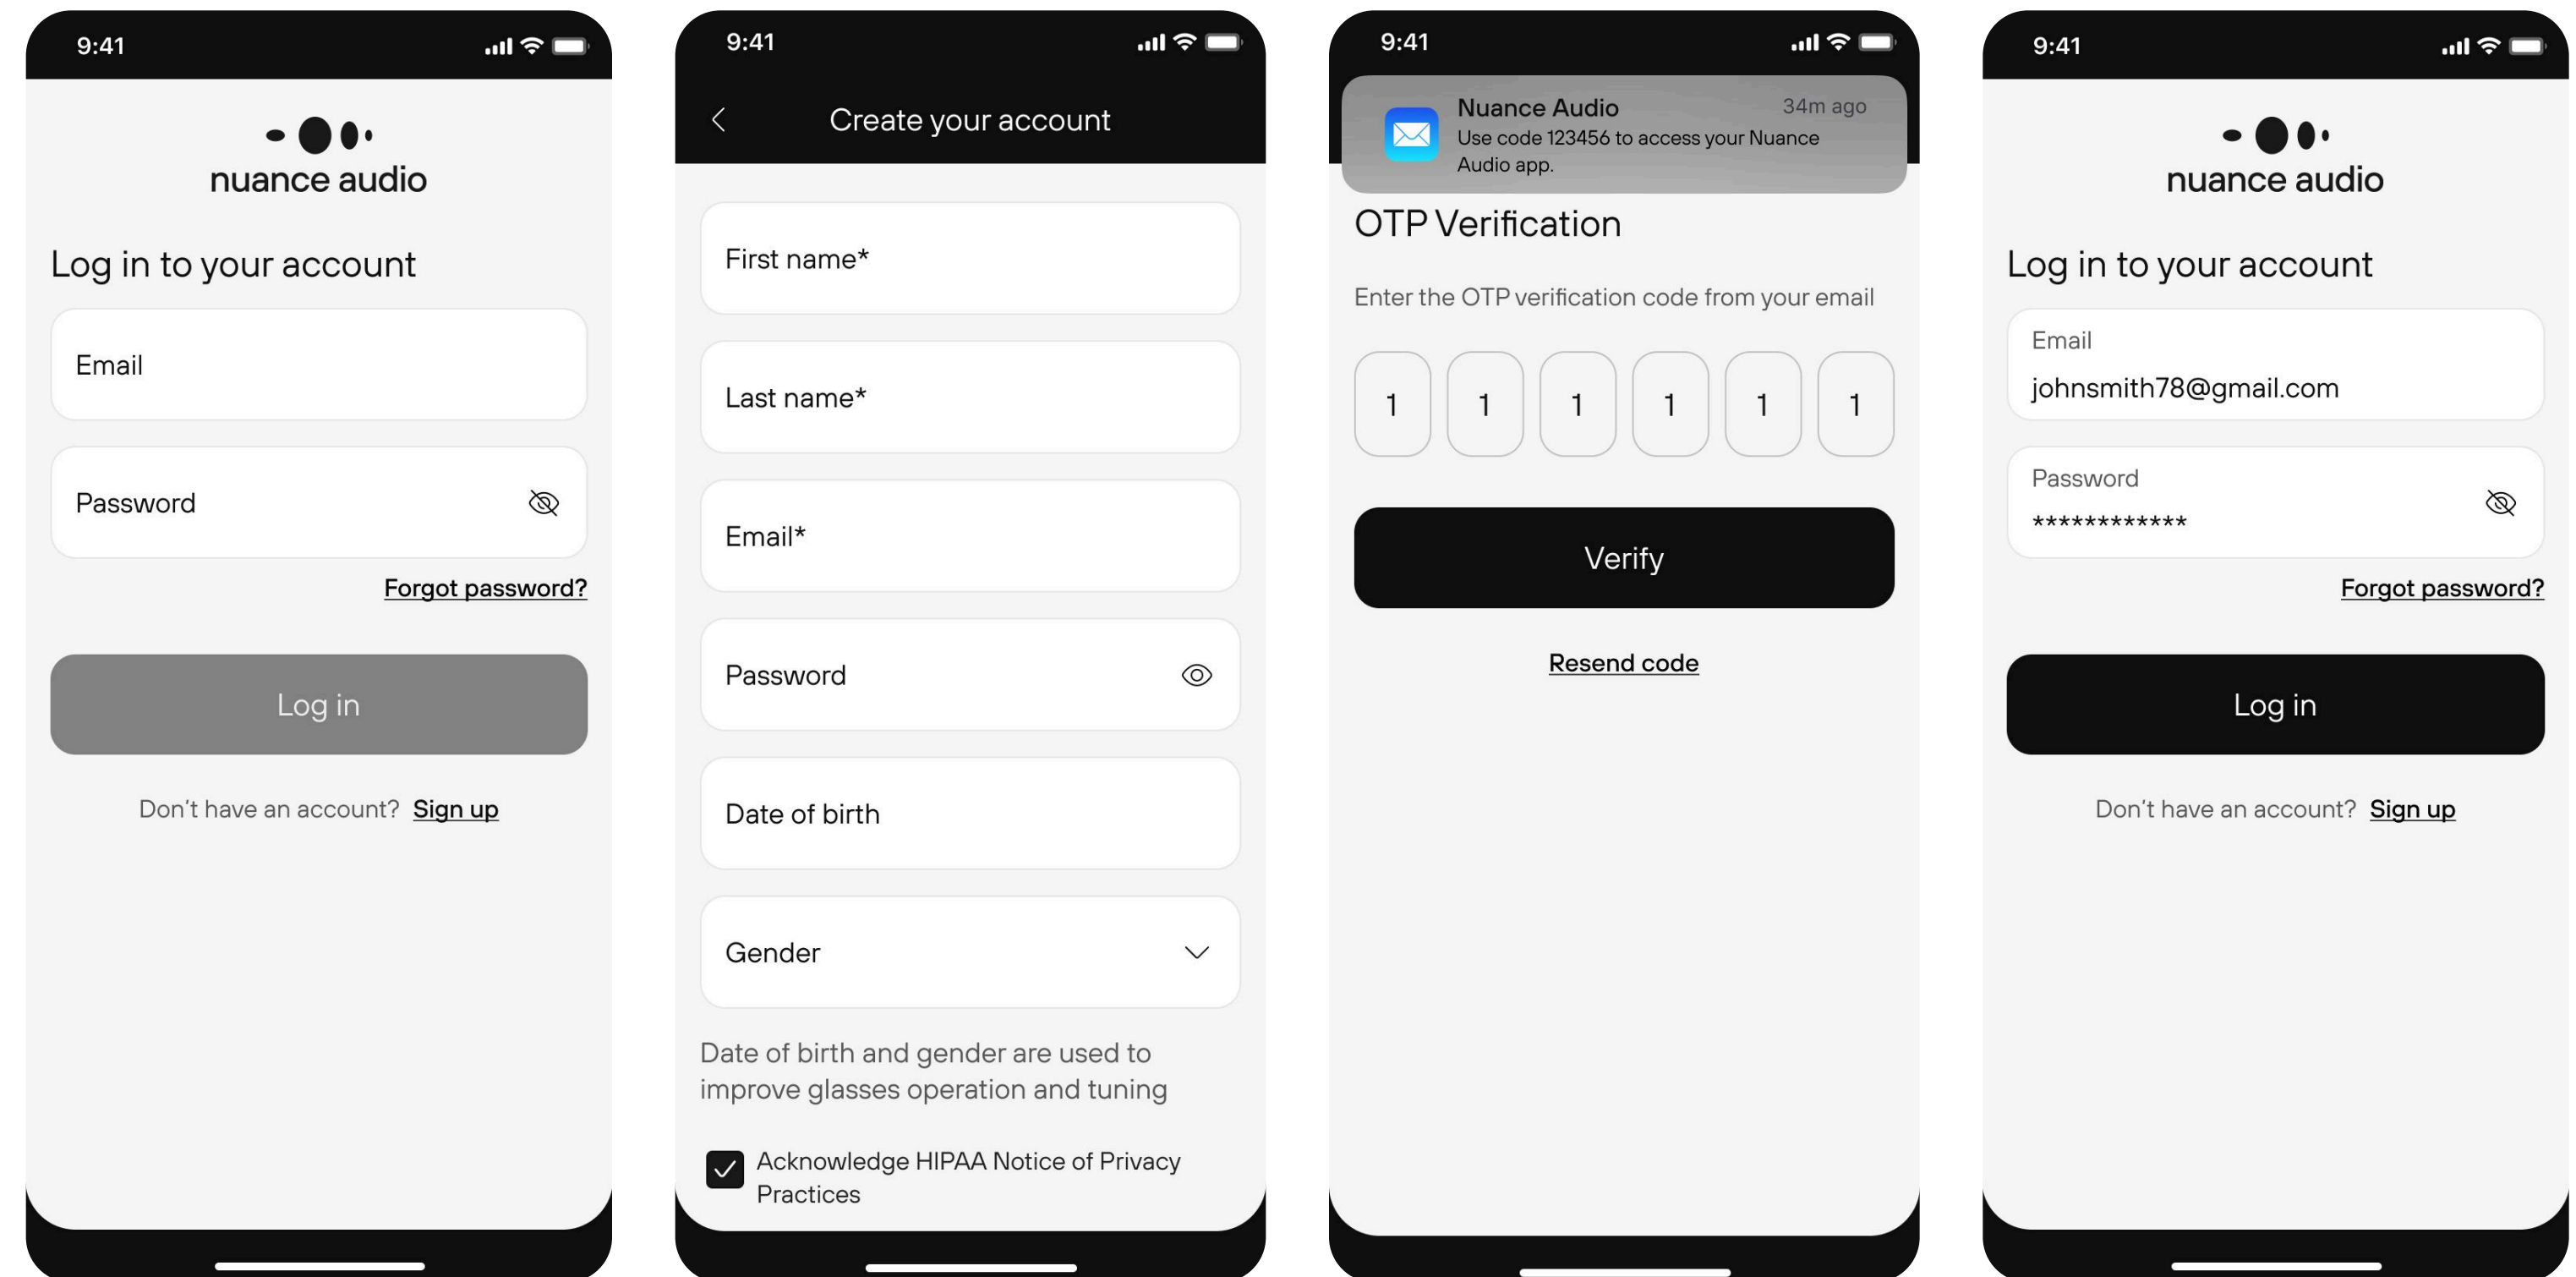 9:41
nuance audio
Log in to your account
Email
Password
Forgot password?
Log in
Don't have an account? Sign up
9:41
Create your account
First name*
Last name*
Email*
Password
Date of birth
Gender
Date of birth and gender are used to
improve glasses operation and tuning
Acknowledge HIPAA Notice of Privacy
Practices
9:41
Nuance Audio 34m ago
Use code 123456 to access your Nuance
Audio app.
OTP Verification
Enter the OTP verification code from your email
1 1 1 1 1 1
Verify
Resend code
9:41
nuance audio
Log in to your account
Email
johnsmith78@gmail.com
Password
************
Forgot password?
Log in
Don't have an account? Sign up